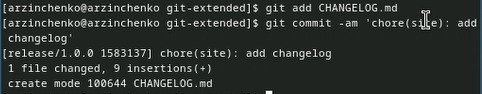 [arzinchenko@arzinchenko git-extended]$ git add CHANGELOG.md
[arzinchenko@arzinchenko git-extended]$ git commit -am 'chore(site): add
changelog'
[release/1.0.0 1583137] chore(site): add changelog
1 file changed, 9 insertions(+)
create mode 100644 CHANGELOG.md